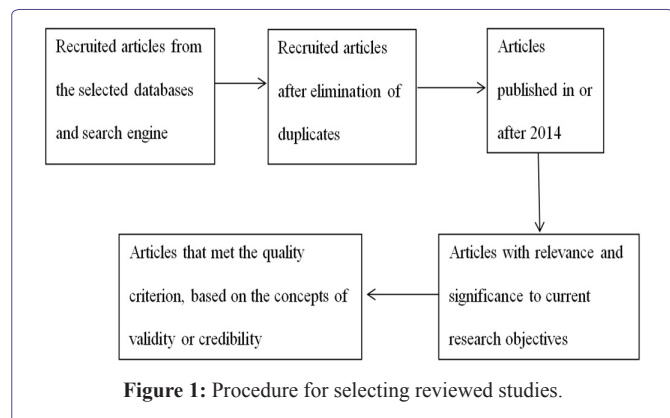 Recruited articles from
the selected databases
and search engine
Recruited articles
after elimination of
duplicates
Articles
published in or
after 2014
Articles with relevance and
significance to current
research objectives
Articles that met the quality
criterion, based on the concepts of
validity or credibility
Figure 1: Procedure for selecting reviewed studies.